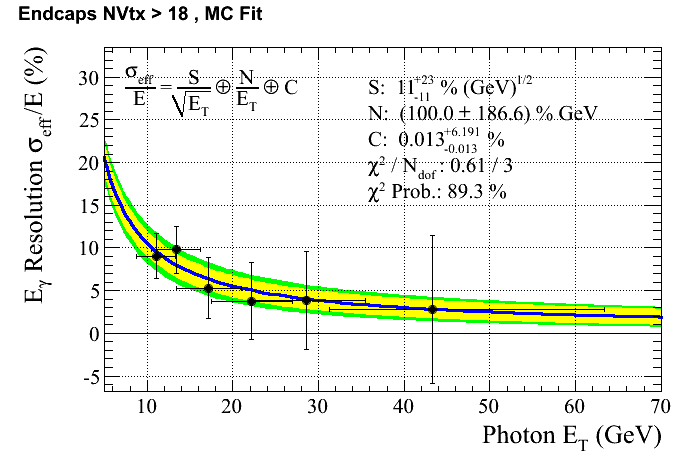 Endcaps NVtx > 18 , MC Fit
Eγ Resolution σeff/E (%)
σeff/E = S/√ET ⊕ N/ET ⊕ C
S: 11 +23 -11 % (GeV)1/2
N: (100.0 ± 186.6) % GeV
C: 0.013 +6.191 -0.013 %
χ2 / Ndof : 0.61 / 3
χ2 Prob.: 89.3 %
30
25
20
15
10
5
0
-5
10 20 30 40 50 60 70
Photon ET (GeV)